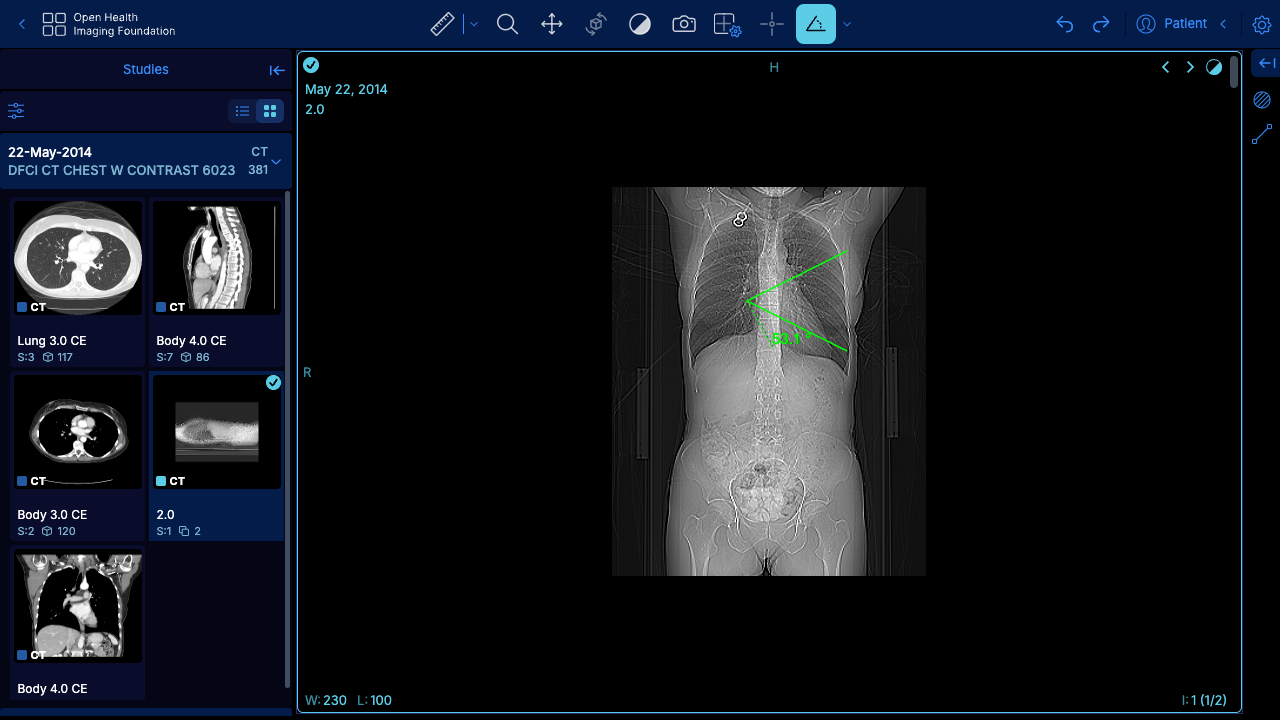 Open Health
Imaging Foundation
Patient
Studies
22-May-2014
CT
DFCI CT CHEST W CONTRAST 6023
381
CT
CT
Lung 3.0 CE
Body 4.0 CE
S:3 117
S:7 86
CT
CT
Body 3.0 CE
2.0
S:2 120
S:1 2
CT
Body 4.0 CE
May 22, 2014
2.0
H
R
53.1 °
W: 230 L: 100
I: 1 (1/2)